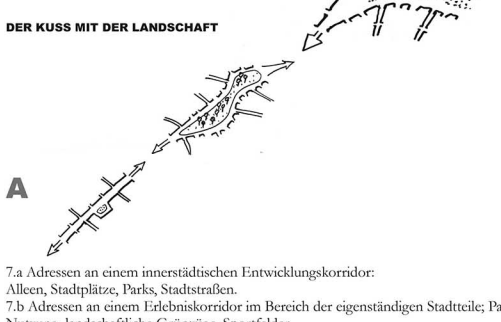 DER KUSS MIT DER LANDSCHAFT
A
7.a Adressen an einem innerstädtischen Entwicklungskorridor:
Alleen, Stadtplätze, Parks, Stadtstraßen.
7.b Adressen an einem Erlebniskorridor im Bereich der eigenständigen Stadtteile; Pa